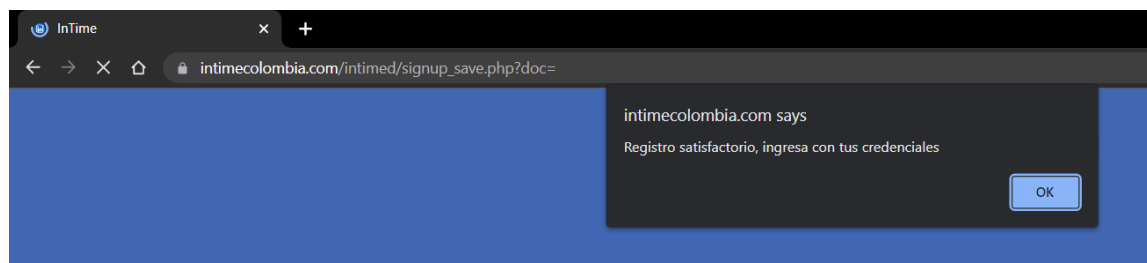 InTime
intimecolombia.com/intimed/signup_save.php?doc=
intimecolombia.com says
Registro satisfactorio, ingresa con tus credenciales
OK